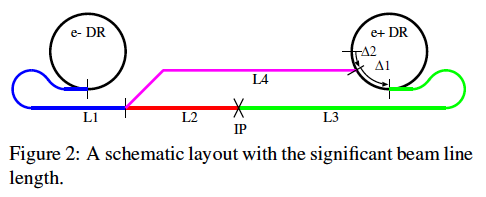 e- DR
e+ DR
Δ2
Δ1
L4
L1
L2
L3
IP
Figure 2: A schematic layout with the significant beam line
length.